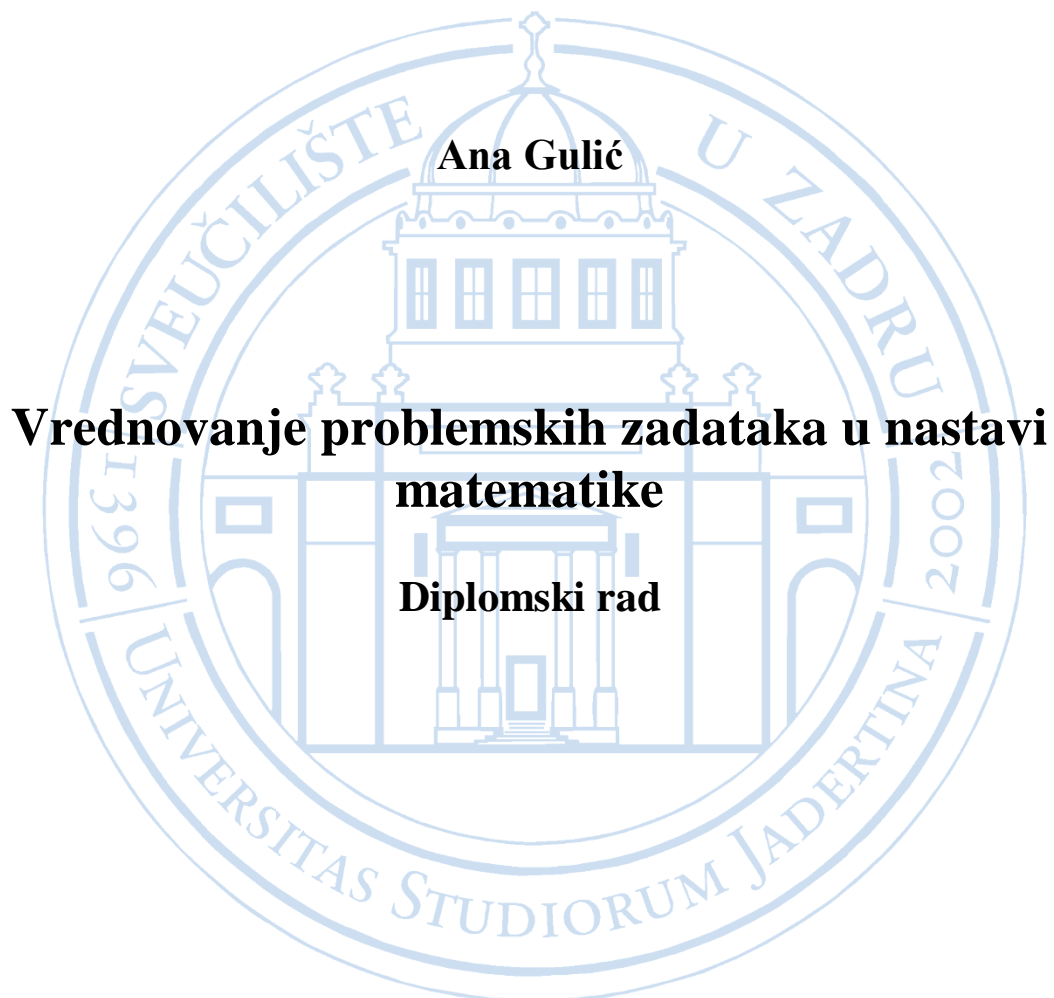 Ana Gulić
Vrednovanje problemskih zadataka u nastavi
matematike
Diplomski rad
SVEUČILIŠTE U ZADRU
1396 UNIVERSITAS STUDIORUM JADERTINA 2002